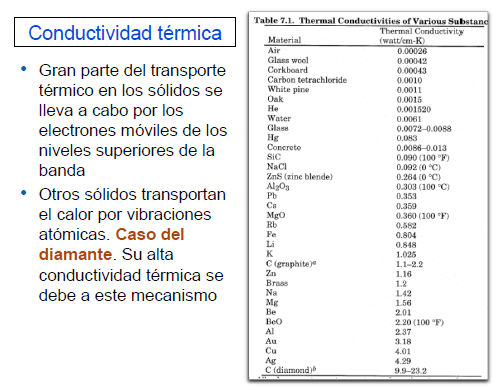 Conductividad térmica
• Gran parte del transporte
térmico en los sólidos se
lleva a cabo por los
electrones móviles de los
niveles superiores de la
banda
• Otros sólidos transportan
el calor por vibraciones
atómicas. Caso del
diamante. Su alta
conductividad térmica se
debe a este mecanismo
Table 7.1. Thermal Conductivities of Various Substanc
Thermal Conductivity
Material (watt/cm-K)
Air 0.00026
Glass wool 0.00042
Corkboard 0.00043
Carbon tetrachloride 0.0010
White pine 0.0011
Oak 0.0015
He 0.001520
Water 0.0061
Glass 0.0072–0.0088
Hg 0.083
Concrete 0.0086–0.013
SiC 0.090 (100 °F)
NaCl 0.092 (0 °C)
ZnS (zinc blende) 0.264 (0 °C)
Al₂O₃ 0.303 (100 °C)
Pb 0.353
Cs 0.359
MgO 0.360 (100 °F)
Rb 0.582
Fe 0.804
Li 0.848
K 1.025
C (graphite)ᵃ 1.1–2.2
Zn 1.16
Brass 1.2
Na 1.42
Mg 1.56
Be 2.01
BeO 2.20 (100 °F)
Al 2.37
Au 3.18
Cu 4.01
Ag 4.29
C (diamond)ᵇ 9.9–23.2